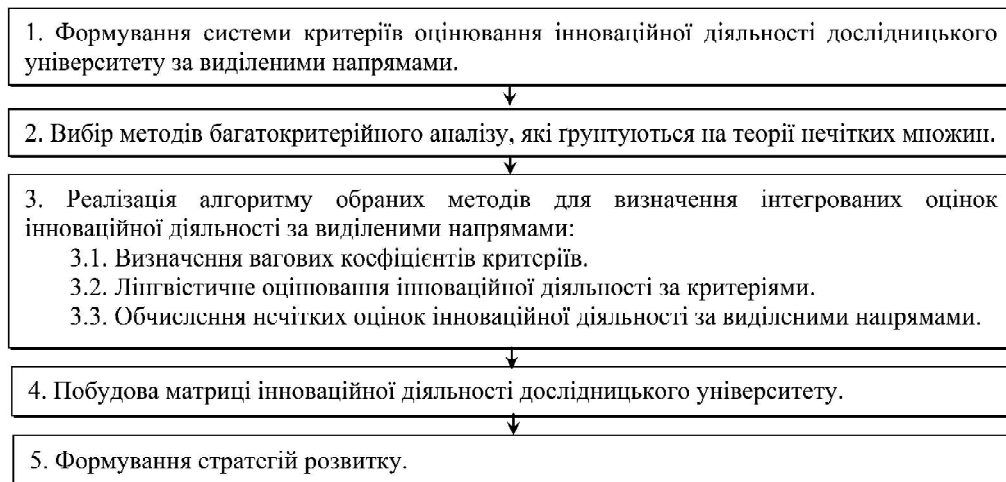 1. Формування системи критеріїв оцінювання інноваційної діяльності дослідницького
університету за виділеними напрямами.
2. Вибір методів багатокритерійного аналізу, які ґрунтуються на теорії нечітких множин.
3. Реалізація алгоритму обраних методів для визначення інтегрованих оцінок
інноваційної діяльності за виділеними напрямами:
3.1. Визначення вагових коефіцієнтів критеріїв.
3.2. Лінгвістичне оцінювання інноваційної діяльності за критеріями.
3.3. Обчислення нечітких оцінок інноваційної діяльності за виділеними напрямами.
4. Побудова матриці інноваційної діяльності дослідницького університету.
5. Формування стратегій розвитку.